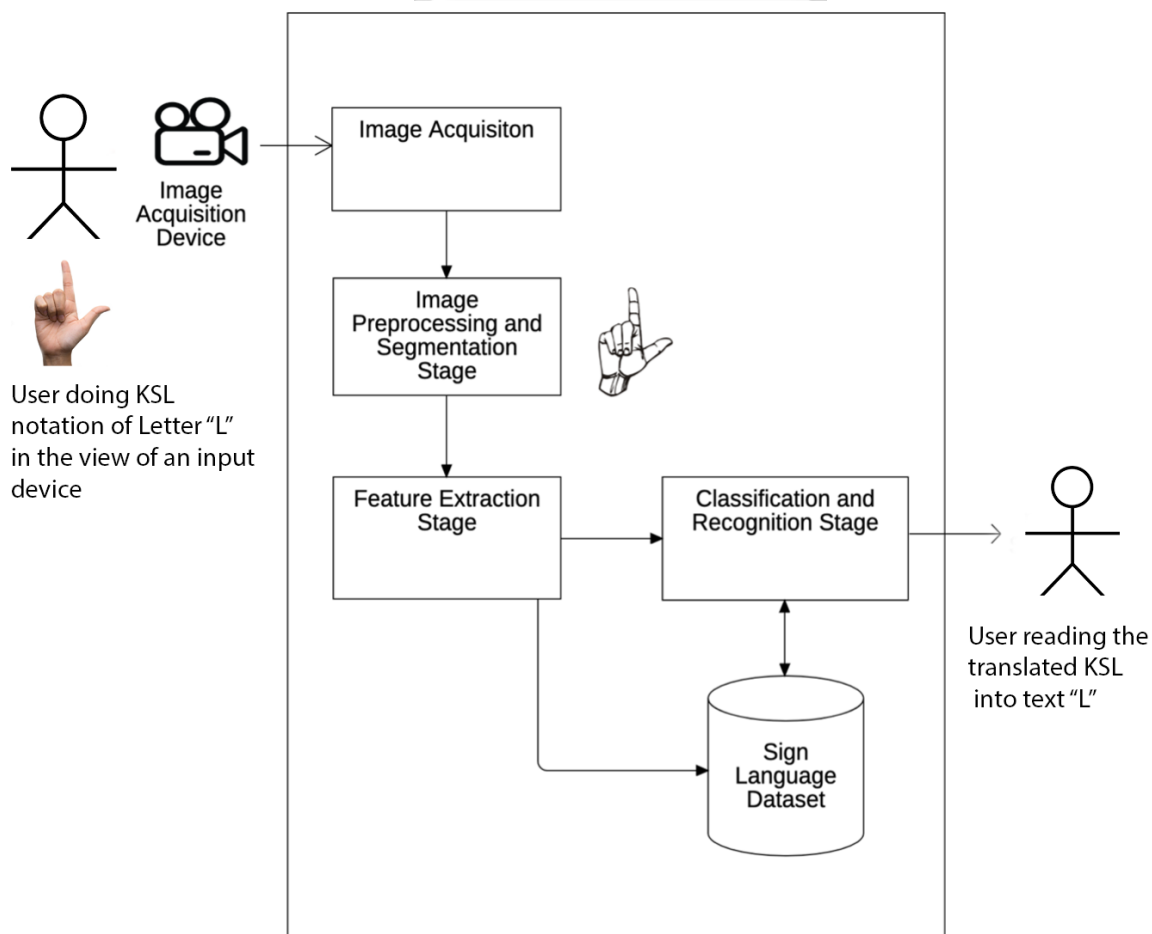 Image Acquisiton
Image
Acquisition
Device
Image
Preprocessing and
Segmentation
Stage
User doing KSL
notation of Letter “L”
in the view of an input
device
Feature Extraction
Stage
Classification and
Recognition Stage
User reading the
translated KSL
into text “L”
Sign
Language
Dataset